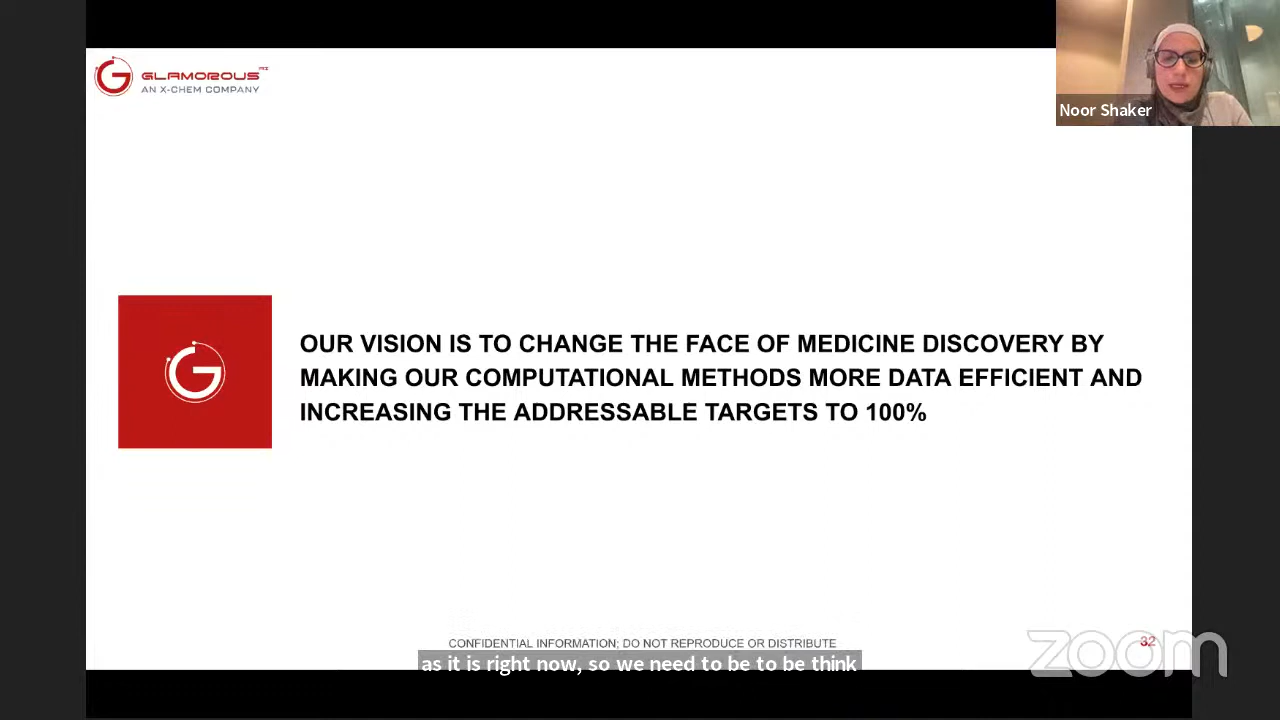 GLAMOROUS AI
AN X-CHEM COMPANY
Noor Shaker
OUR VISION IS TO CHANGE THE FACE OF MEDICINE DISCOVERY BY
MAKING OUR COMPUTATIONAL METHODS MORE DATA EFFICIENT AND
INCREASING THE ADDRESSABLE TARGETS TO 100%
CONFIDENTIAL INFORMATION; DO NOT REPRODUCE OR DISTRIBUTE
32
zoom
as it is right now, so we need to be to be think